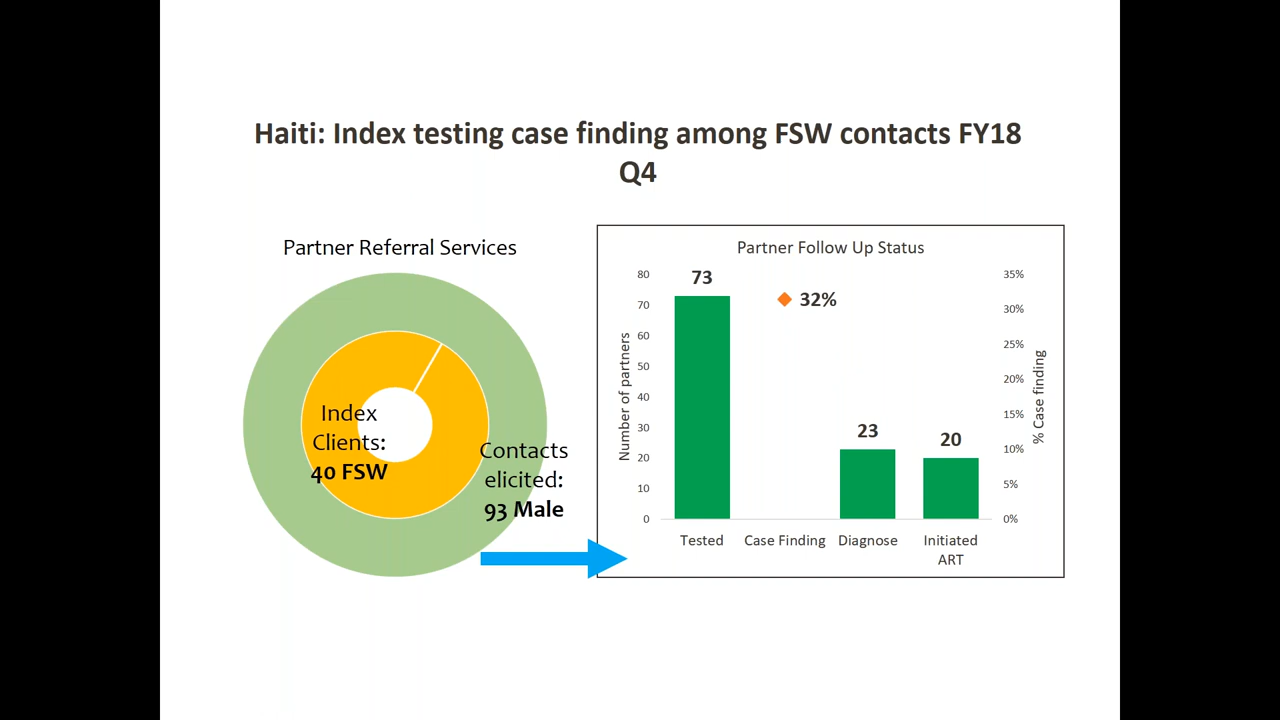 Haiti: Index testing case finding among FSW contacts FY18
Q4
Partner Referral Services
Index
Clients:
40 FSW
Contacts
elicited:
93 Male
Partner Follow Up Status
Number of partners
80
70
60
50
40
30
20
10
0
73
32%
23
20
Tested
Case Finding
Diagnose
Initiated
ART
35%
30%
25%
20%
15%
10%
5%
0%
% Case finding